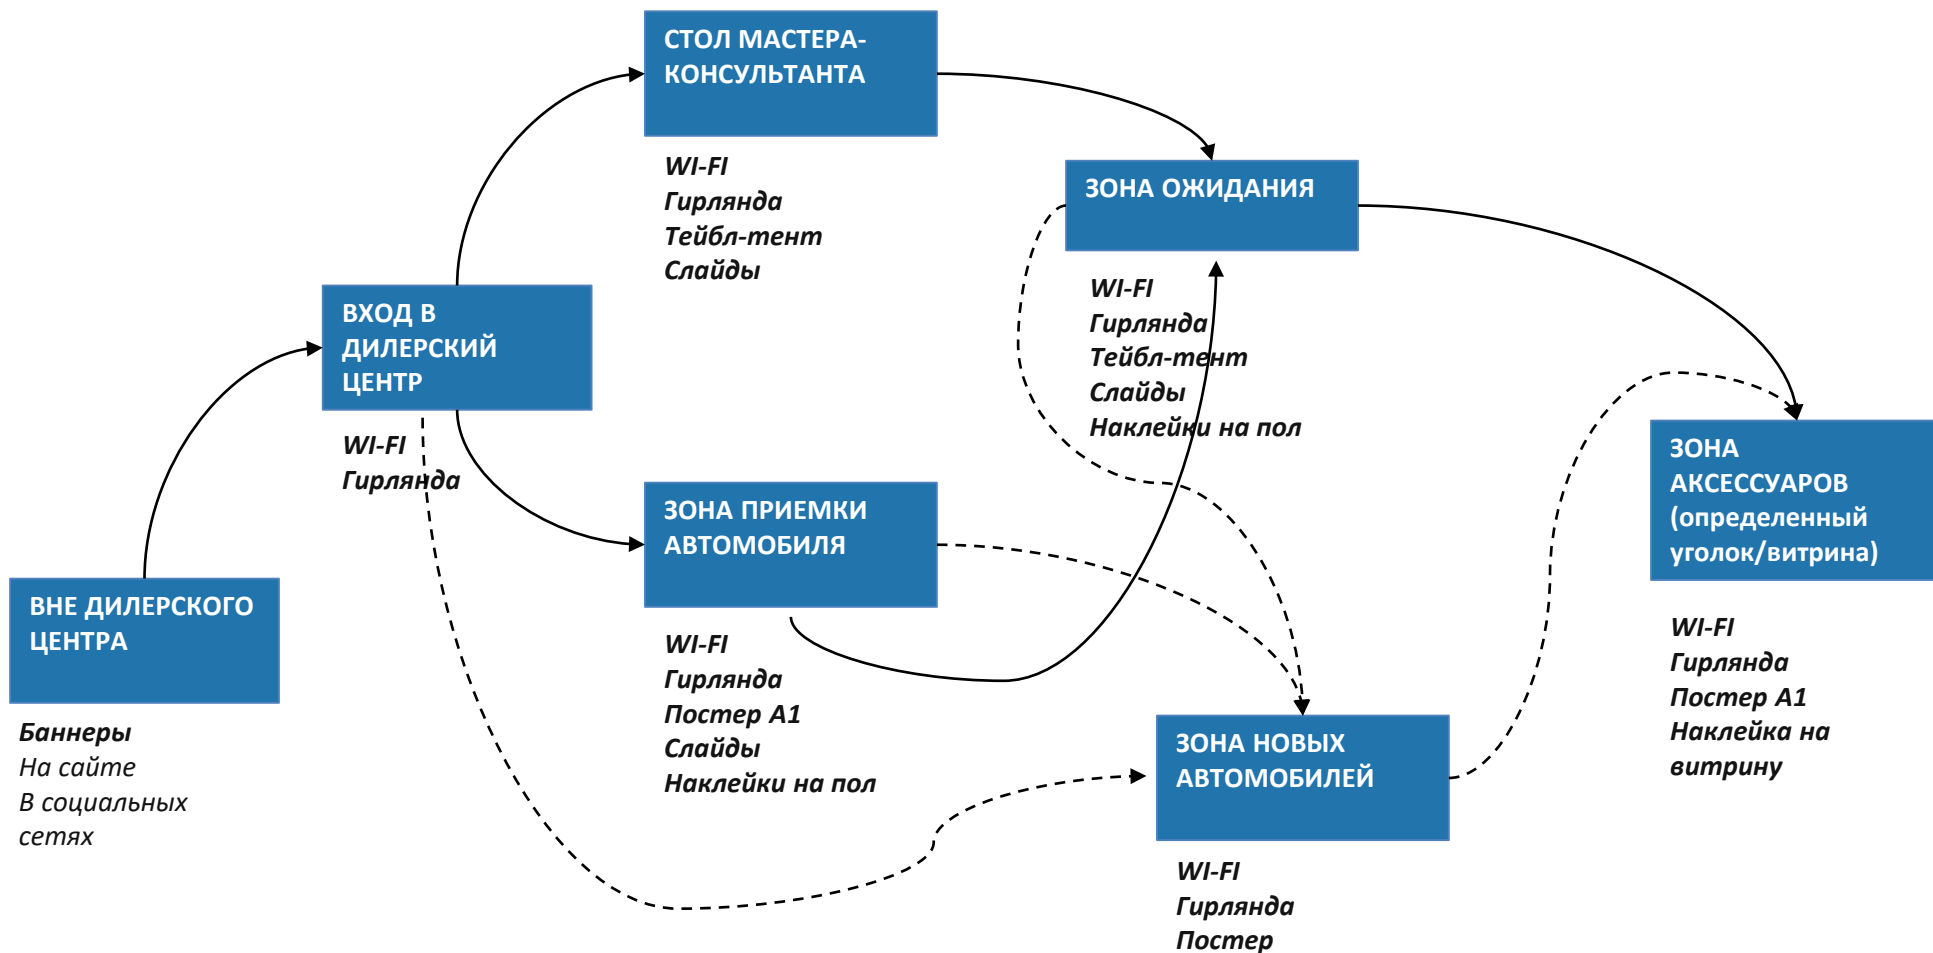 СТОЛ МАСТЕРА-
КОНСУЛЬТАНТА
WI-FI
Гирлянда
Тейбл-тент
Слайды
ЗОНА ОЖИДАНИЯ
WI-FI
Гирлянда
Тейбл-тент
Слайды
Наклейки на пол
ВХОД В
ДИЛЕРСКИЙ
ЦЕНТР
WI-FI
Гирлянда
ЗОНА ПРИЕМКИ
АВТОМОБИЛЯ
WI-FI
Гирлянда
Постер А1
Слайды
Наклейки на пол
ВНЕ ДИЛЕРСКОГО
ЦЕНТРА
Баннеры
На сайте
В социальных
сетях
ЗОНА НОВЫХ
АВТОМОБИЛЕЙ
WI-FI
Гирлянда
Постер
ЗОНА
АКСЕССУАРОВ
(определенный
уголок/витрина)
WI-FI
Гирлянда
Постер А1
Наклейка на
витрину